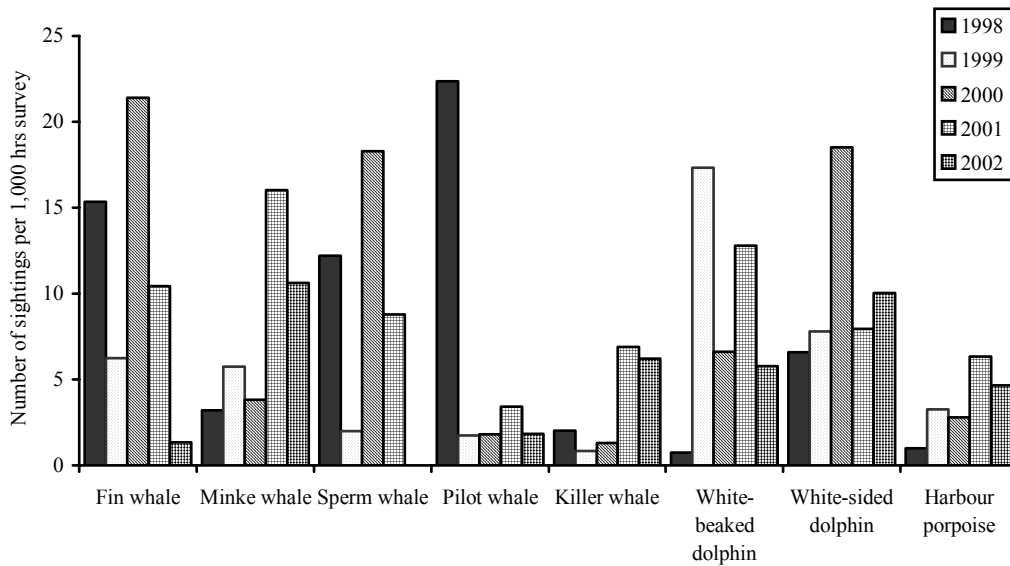 Number of sightings per 1,000 hrs survey
25
20
15
10
5
0
1998
1999
2000
2001
2002
Fin whale
Minke whale
Sperm whale
Pilot whale
Killer whale
White-
beaked
dolphin
White-sided
dolphin
Harbour
porpoise